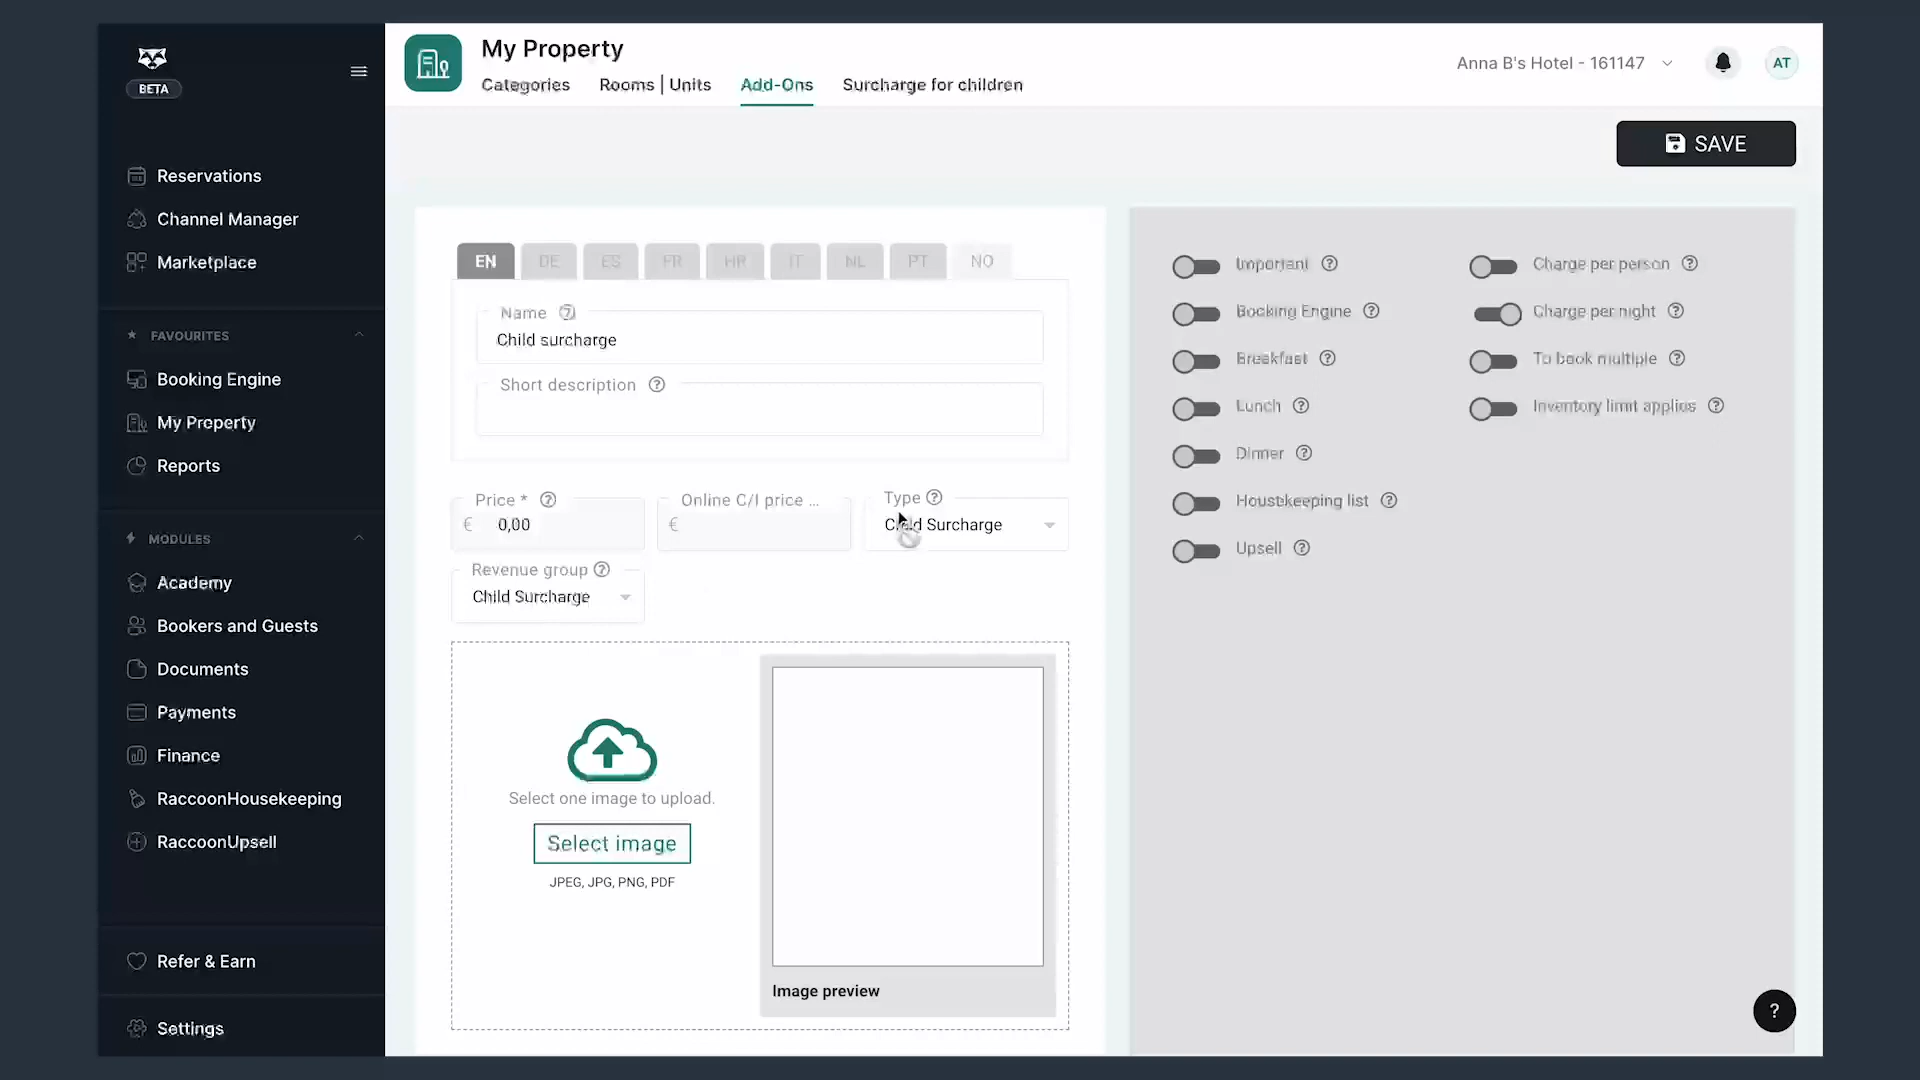 BETA
Reservations
Channel Manager
Marketplace
FAVOURITES
Booking Engine
My Property
Reports
MODULES
Academy
Bookers and Guests
Documents
Payments
Finance
RaccoonHousekeeping
RaccoonUpsell
Refer & Earn
Settings
My Property
Categories
Rooms | Units
Add-Ons
Surcharge for children
Anna B's Hotel - 161147
AT
SAVE
EN
DE
ES
FR
HR
IT
NL
PT
NO
Name ?
Child surcharge
Short description ?
Price * ?
€ 0,00
Online C/I price ...
€
Type ?
Child Surcharge
Revenue group ?
Child Surcharge
Select one image to upload.
Select image
JPEG, JPG, PNG, PDF
Image preview
Important ?
Booking Engine ?
Breakfast ?
Lunch ?
Dinner ?
Housekeeping list ?
Upsell ?
Charge per person ?
Charge per night ?
To book multiple ?
Inventory limit applies ?
?